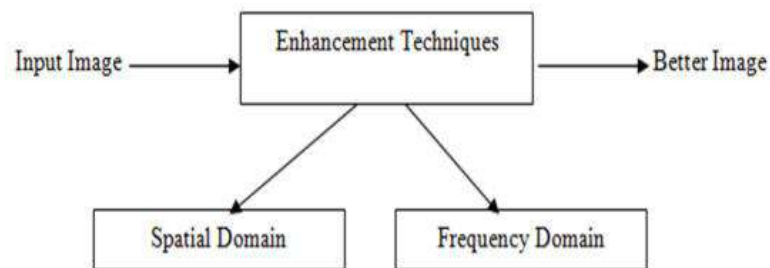 Enhancement Techniques
Input Image
Better Image
Spatial Domain
Frequency Domain